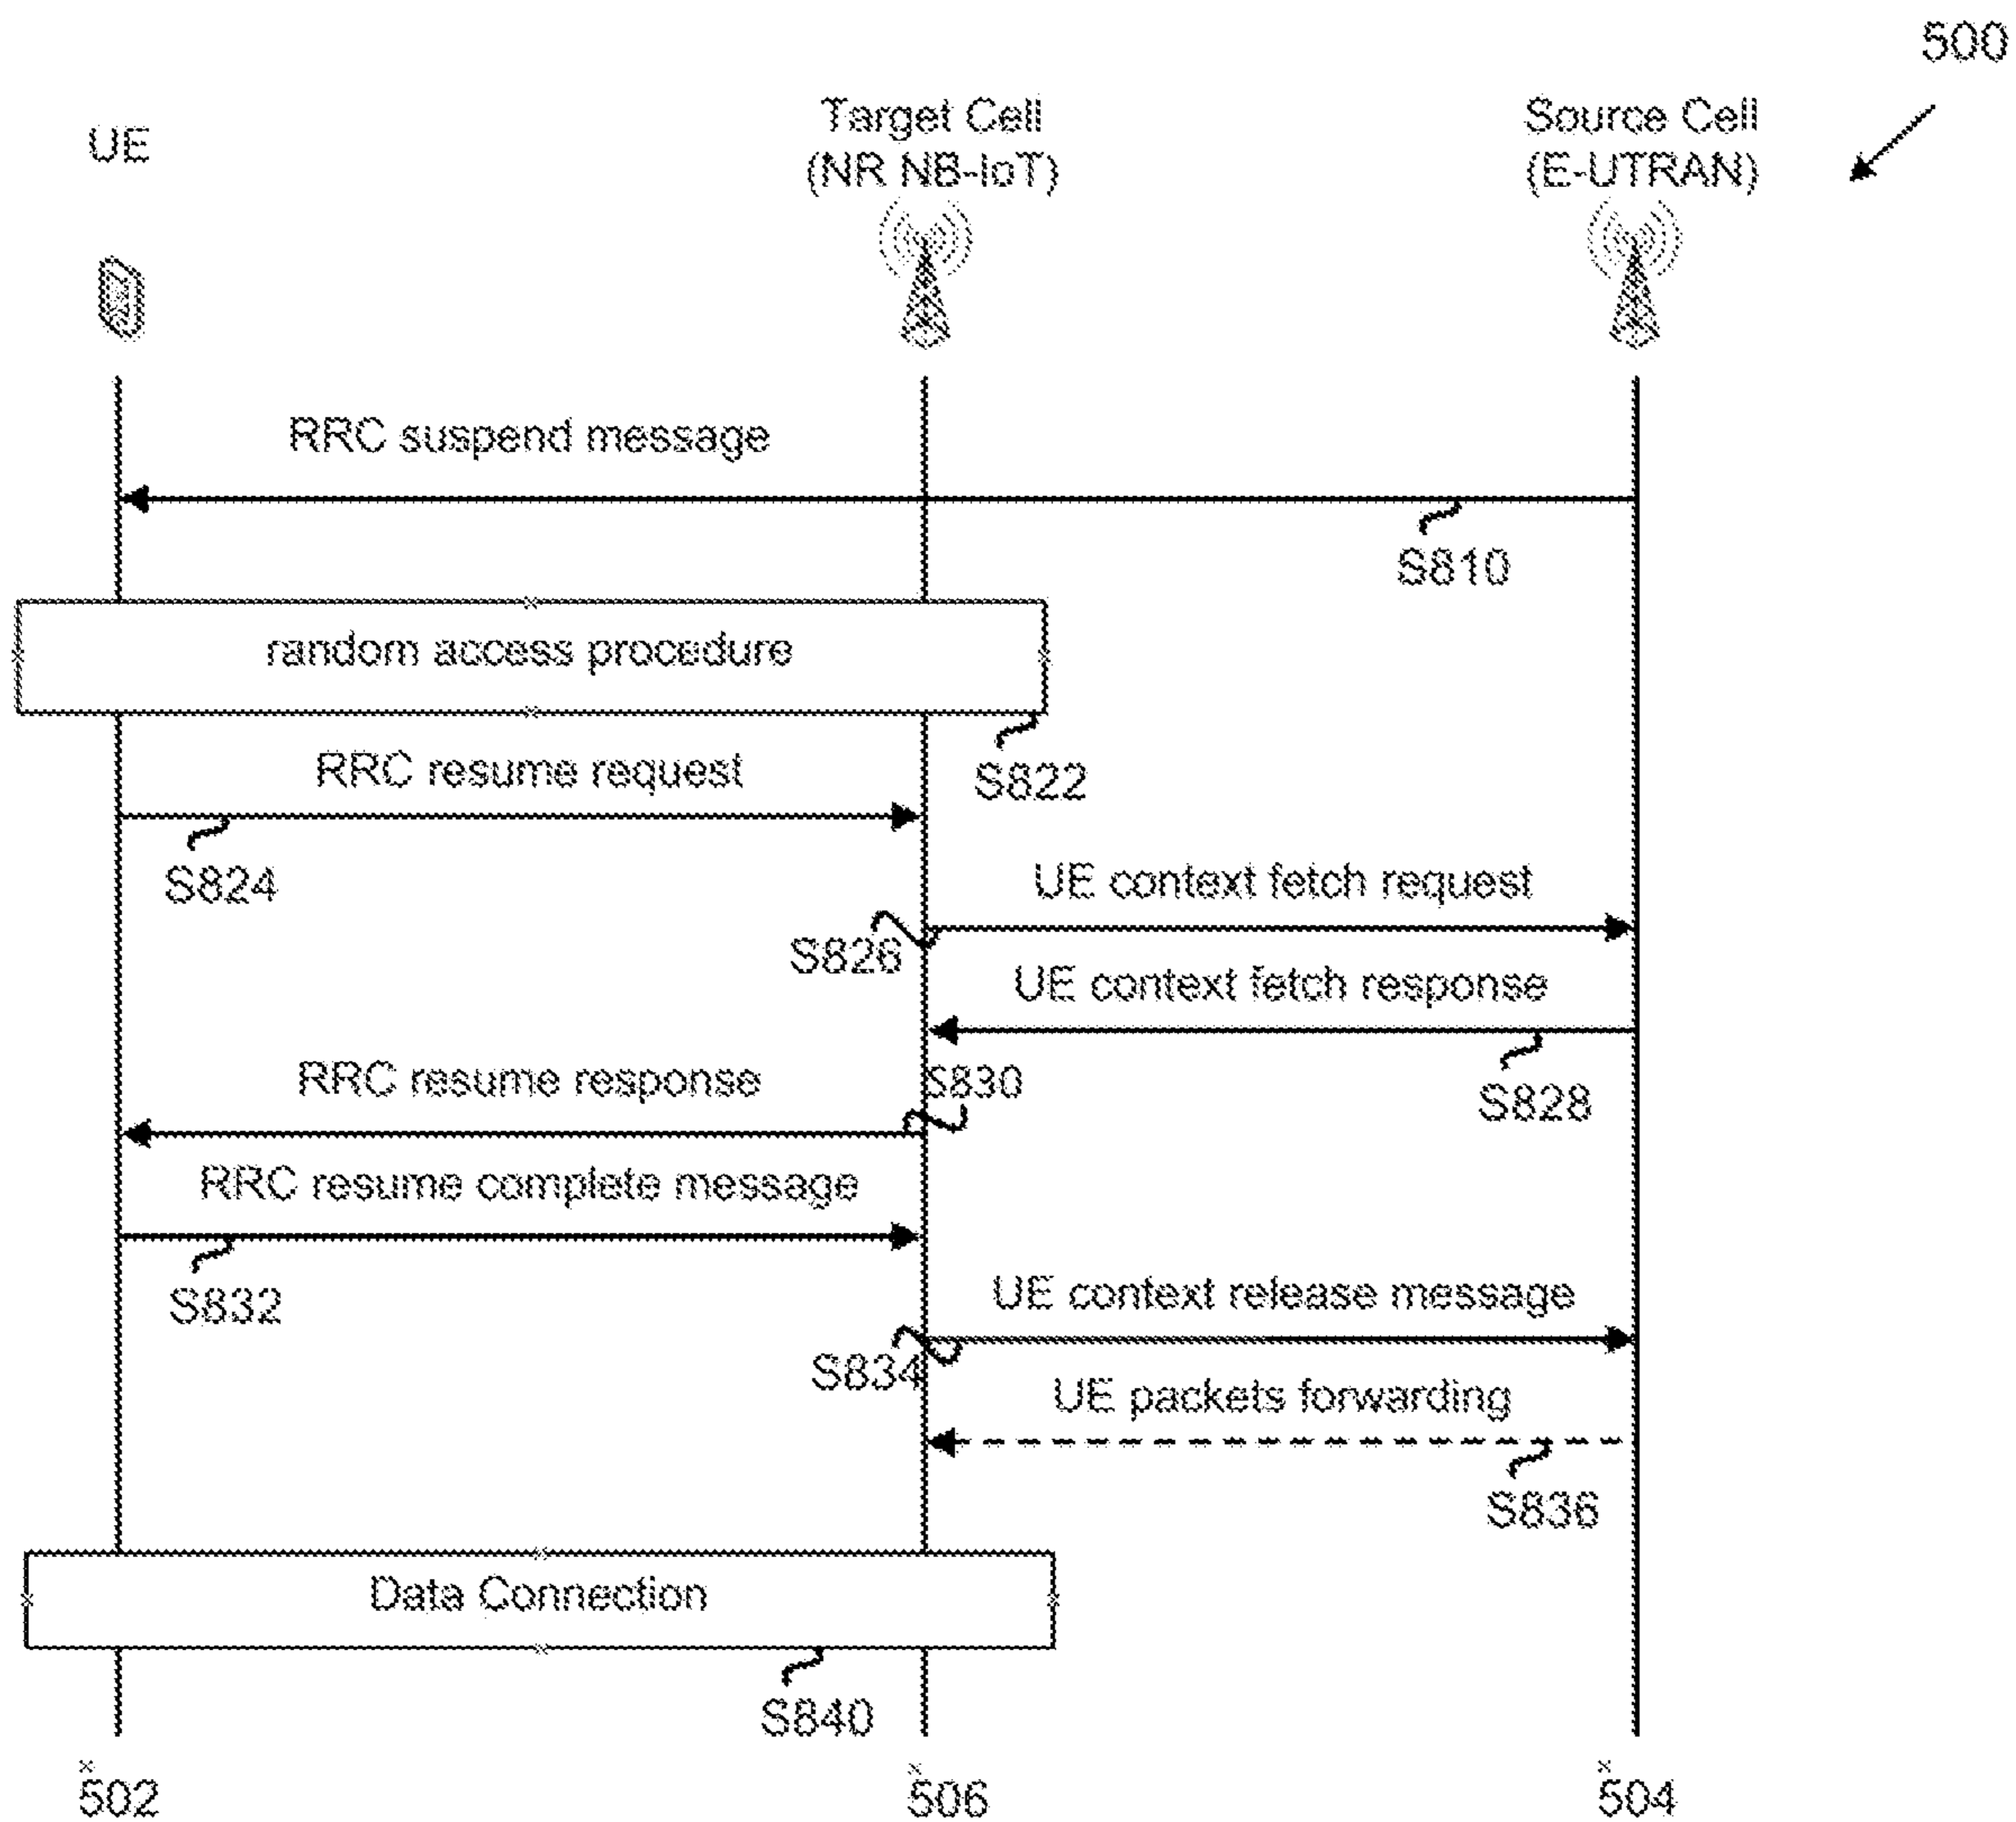 500
UE
Target Cell
(NR NB-IoT)
Source Cell
(E-UTRAN)
RRC suspend message
S810
random access procedure
S822
RRC resume request
S824
UE context fetch request
S826
UE context fetch response
S828
S830
RRC resume response
RRC resume complete message
S832
UE context release message
S834
UE packets forwarding
S836
Data Connection
S840
502
506
504